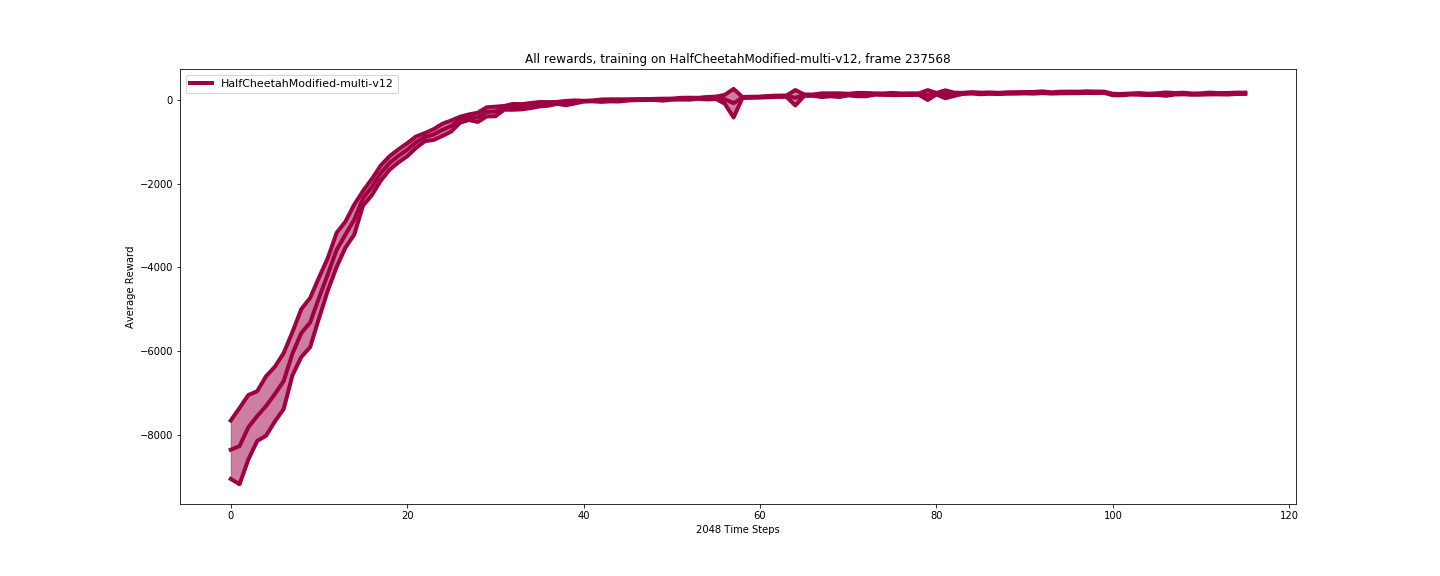 All rewards, training on HalfCheetahModified-multi-v12, frame 237568
HalfCheetahModified-multi-v12
0
−2000
−4000
−6000
−8000
Average Reward
0 20 40 60 80 100 120
2048 Time Steps